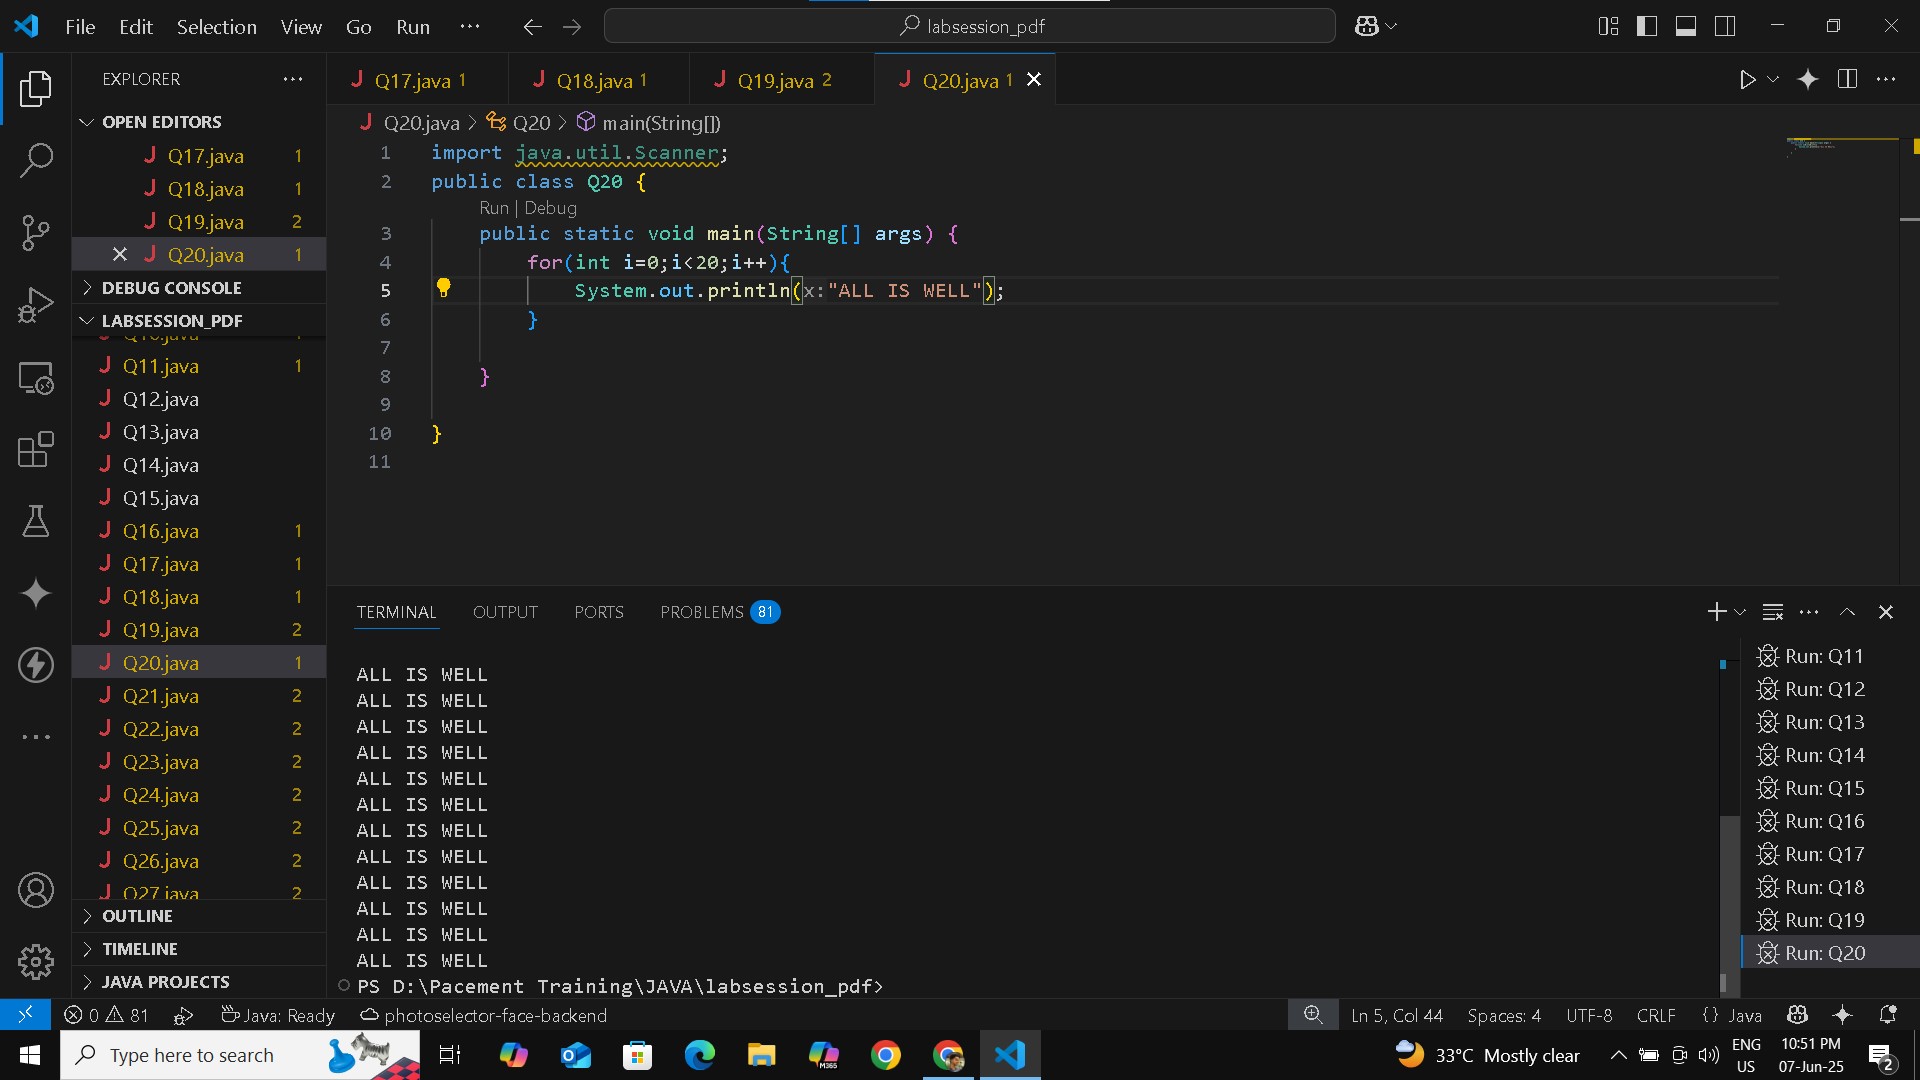 File Edit Selection View Go Run ··· labsession_pdf
EXPLORER ···
OPEN EDITORS
Q17.java 1
Q18.java 1
Q19.java 2
Q20.java 1
DEBUG CONSOLE
LABSESSION_PDF
Q11.java 1
Q12.java
Q13.java
Q14.java
Q15.java
Q16.java 1
Q17.java 1
Q18.java 1
Q19.java 2
Q20.java 1
Q21.java 2
Q22.java 2
Q23.java 2
Q24.java 2
Q25.java 2
Q26.java 2
Q27.java 2
OUTLINE
TIMELINE
JAVA PROJECTS
Q17.java 1 Q18.java 1 Q19.java 2 Q20.java 1
Q20.java > Q20 > main(String[])
1 import java.util.Scanner;
2 public class Q20 {
Run | Debug
3 public static void main(String[] args) {
4 for(int i=0;i<20;i++){
5 System.out.println(x:"ALL IS WELL");
6 }
7
8 }
9
10 }
11
TERMINAL OUTPUT PORTS PROBLEMS 81
ALL IS WELL
ALL IS WELL
ALL IS WELL
ALL IS WELL
ALL IS WELL
ALL IS WELL
ALL IS WELL
ALL IS WELL
ALL IS WELL
ALL IS WELL
ALL IS WELL
ALL IS WELL
PS D:\Pacement Training\JAVA\labsession_pdf>
Run: Q11
Run: Q12
Run: Q13
Run: Q14
Run: Q15
Run: Q16
Run: Q17
Run: Q18
Run: Q19
Run: Q20
0 81 Java: Ready photoselector-face-backend Ln 5, Col 44 Spaces: 4 UTF-8 CRLF {} Java
Type here to search M365 33°C Mostly clear ENG US 10:51 PM 07-Jun-25 2